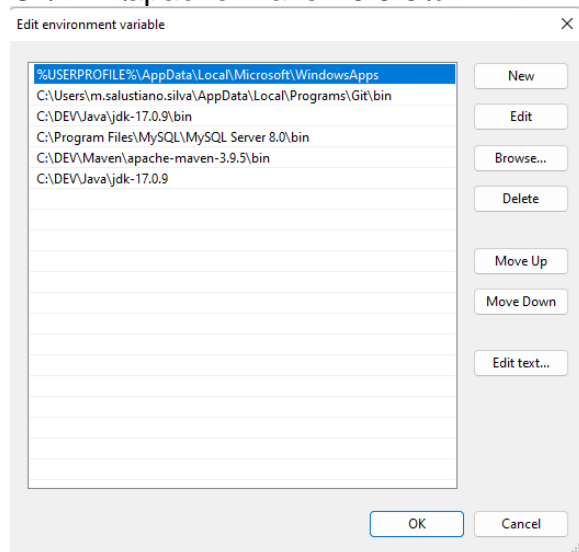 Edit environment variable
%USERPROFILE%\AppData\Local\Microsoft\WindowsApps
C:\Users\m.salustiano.silva\AppData\Local\Programs\Git\bin
C:\DEV\Java\jdk-17.0.9\bin
C:\Program Files\MySQL\MySQL Server 8.0\bin
C:\DEV\Maven\apache-maven-3.9.5\bin
C:\DEV\Java\jdk-17.0.9
New
Edit
Browse...
Delete
Move Up
Move Down
Edit text...
OK
Cancel